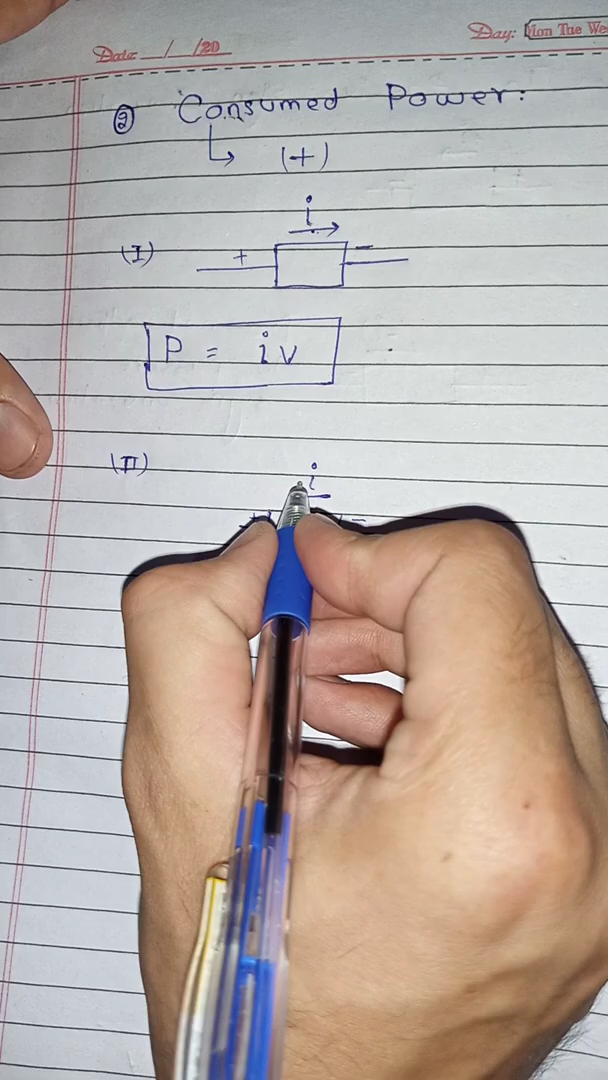 Date: / /20
Day: Mon Tue We
② Consumed Power:
↳ (+)
i
(I) + −
P = iv
(II) i
+ −